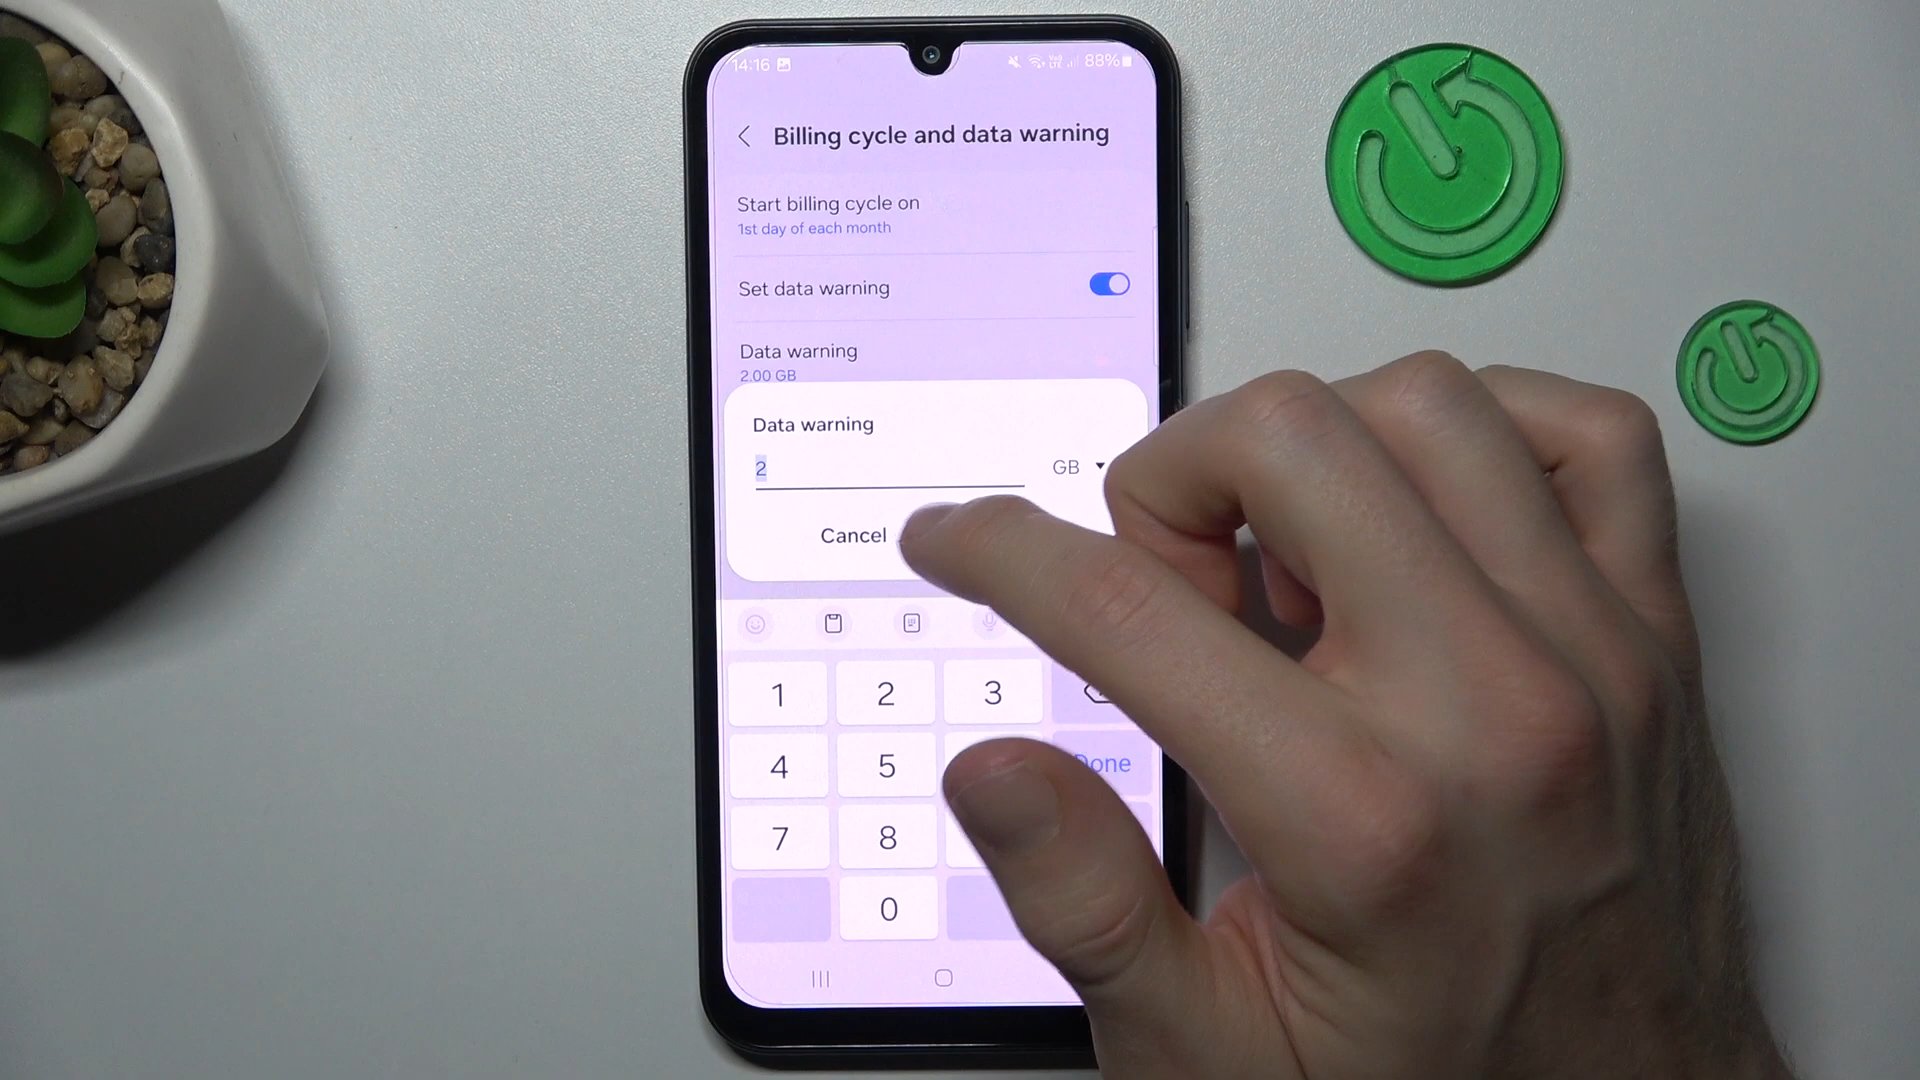 14:16 88%
Billing cycle and data warning
Start billing cycle on
1st day of each month
Set data warning
Data warning
2.00 GB
Data warning
2 GB
Cancel
1 2 3
4 5 Done
7 8
0